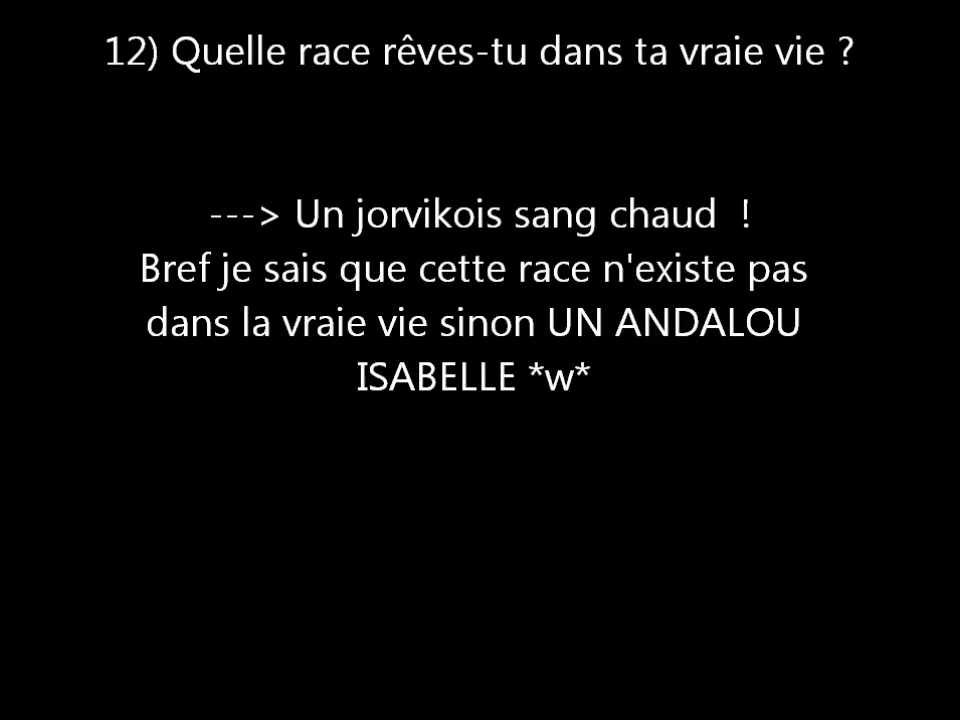 12) Quelle race rêves-tu dans ta vraie vie ?
---> Un jorvikois sang chaud  !
Bref je sais que cette race n'existe pas
dans la vraie vie sinon UN ANDALOU
ISABELLE *w*